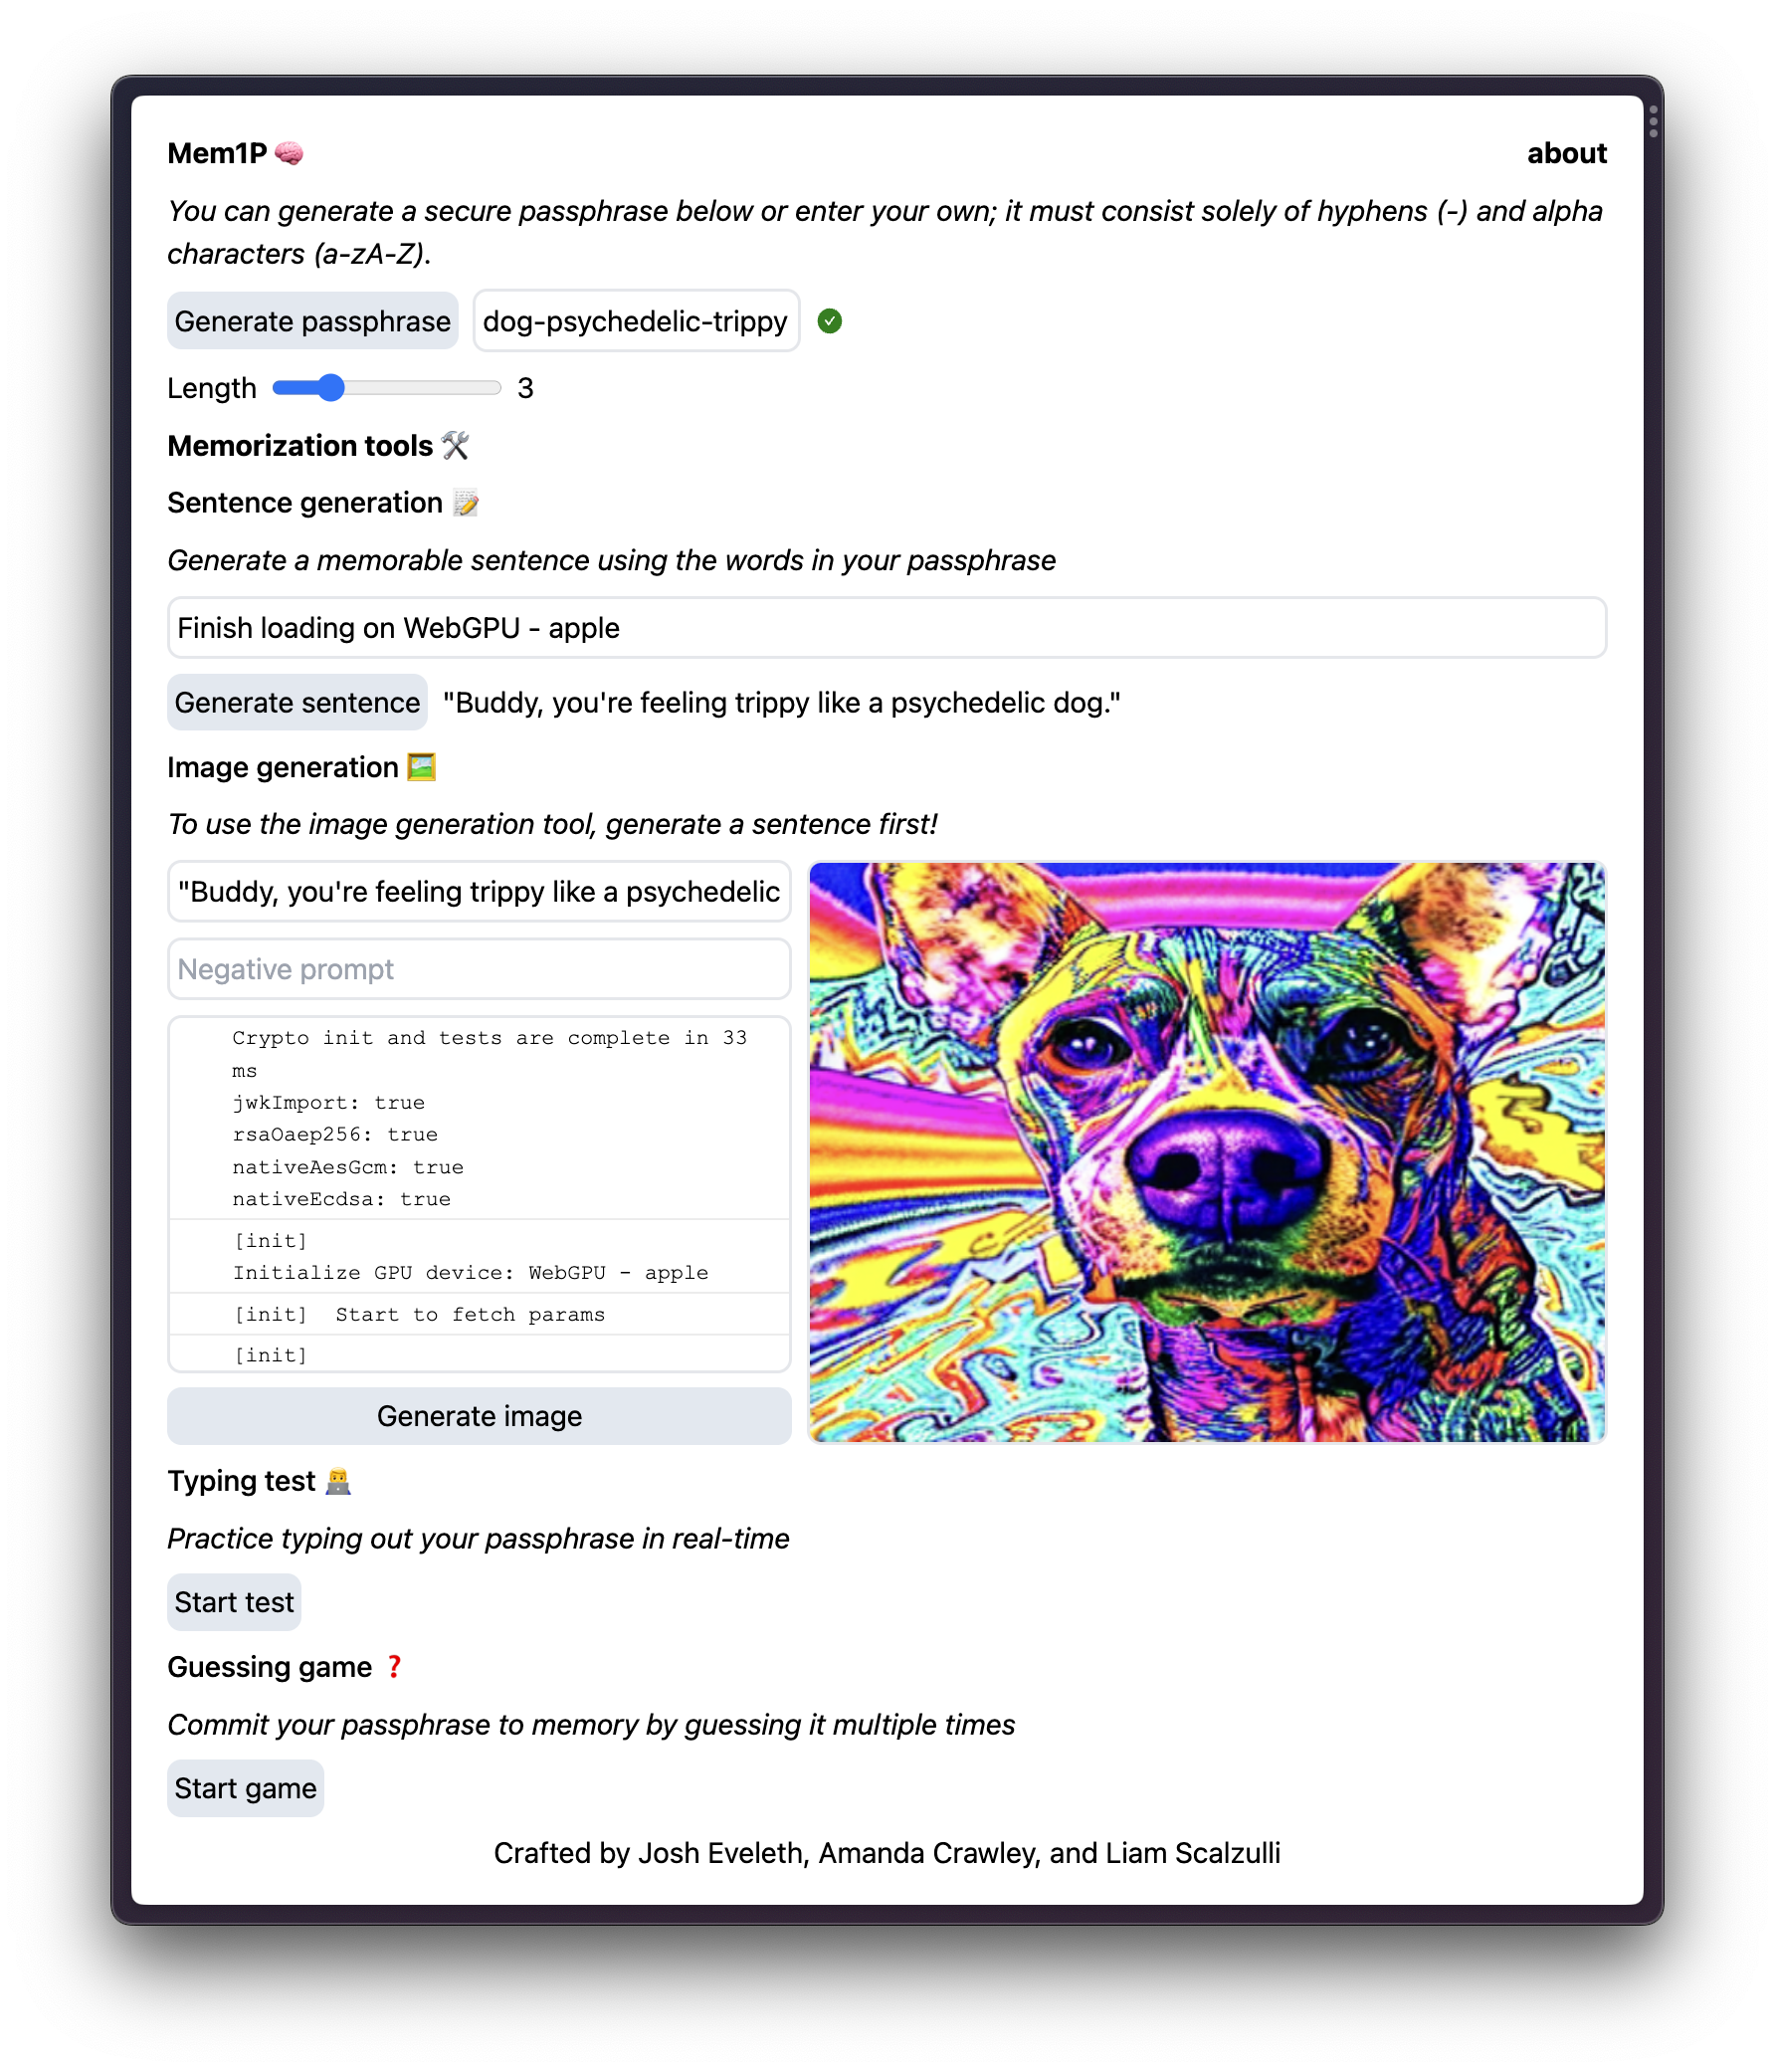 Mem1P 🧠 about
You can generate a secure passphrase below or enter your own; it must consist solely of hyphens (-) and alpha
characters (a-zA-Z).
Generate passphrase dog-psychedelic-trippy
Length 3
Memorization tools 🛠️
Sentence generation 📝
Generate a memorable sentence using the words in your passphrase
Finish loading on WebGPU - apple
Generate sentence "Buddy, you're feeling trippy like a psychedelic dog."
Image generation 🖼️
To use the image generation tool, generate a sentence first!
"Buddy, you're feeling trippy like a psychedelic
Negative prompt
Crypto init and tests are complete in 33
ms
jwkImport: true
rsaOaep256: true
nativeAesGcm: true
nativeEcdsa: true
[init]
Initialize GPU device: WebGPU - apple
[init] Start to fetch params
[init]
Generate image
Typing test 👨‍💻
Practice typing out your passphrase in real-time
Start test
Guessing game ❓
Commit your passphrase to memory by guessing it multiple times
Start game
Crafted by Josh Eveleth, Amanda Crawley, and Liam Scalzulli